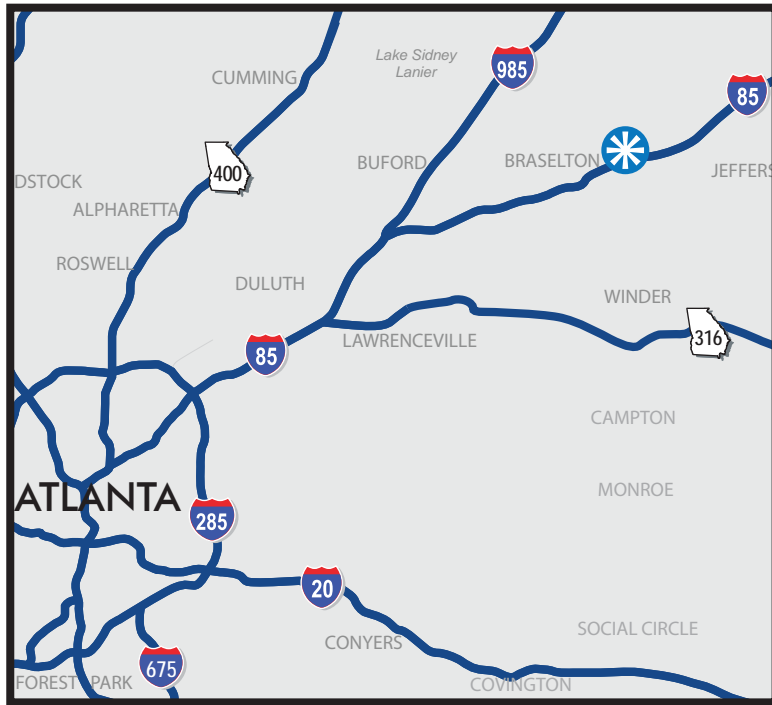 Lake Sidney
Lanier
985
CUMMING
85
BUFORD
BRASELTON
JEFFERS
400
DSTOCK
ALPHARETTA
ROSWELL
DULUTH
WINDER
316
85
LAWRENCEVILLE
CAMPTON
MONROE
ATLANTA
285
20
SOCIAL CIRCLE
CONYERS
675
FOREST PARK
COVINGTON